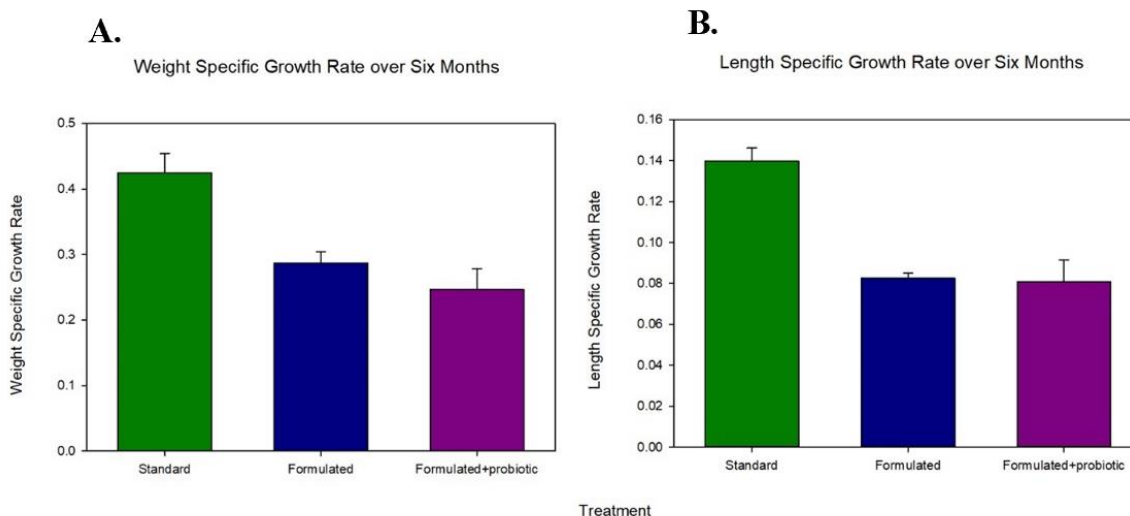 A.
Weight Specific Growth Rate over Six Months
Weight Specific Growth Rate
0.5
0.4
0.3
0.2
0.1
0.0
Standard Formulated Formulated+probiotic
B.
Length Specific Growth Rate over Six Months
Length Specific Growth Rate
0.16
0.14
0.12
0.10
0.08
0.06
0.04
0.02
0.00
Standard Formulated Formulated+probiotic
Treatment